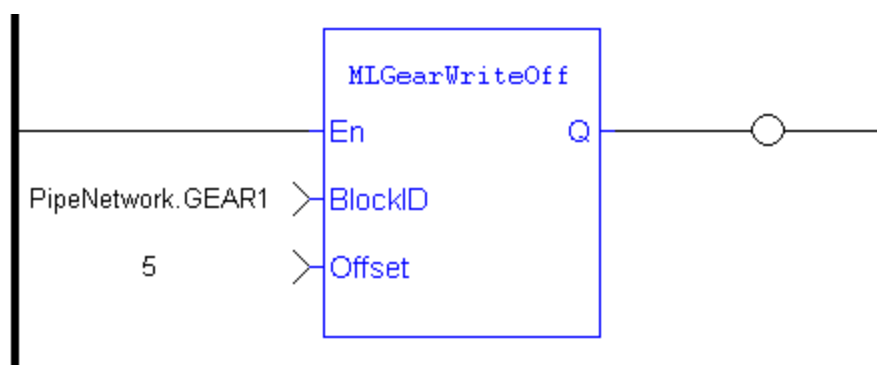 MLGearWriteOff
En Q
PipeNetwork.GEAR1 BlockID
5 Offset